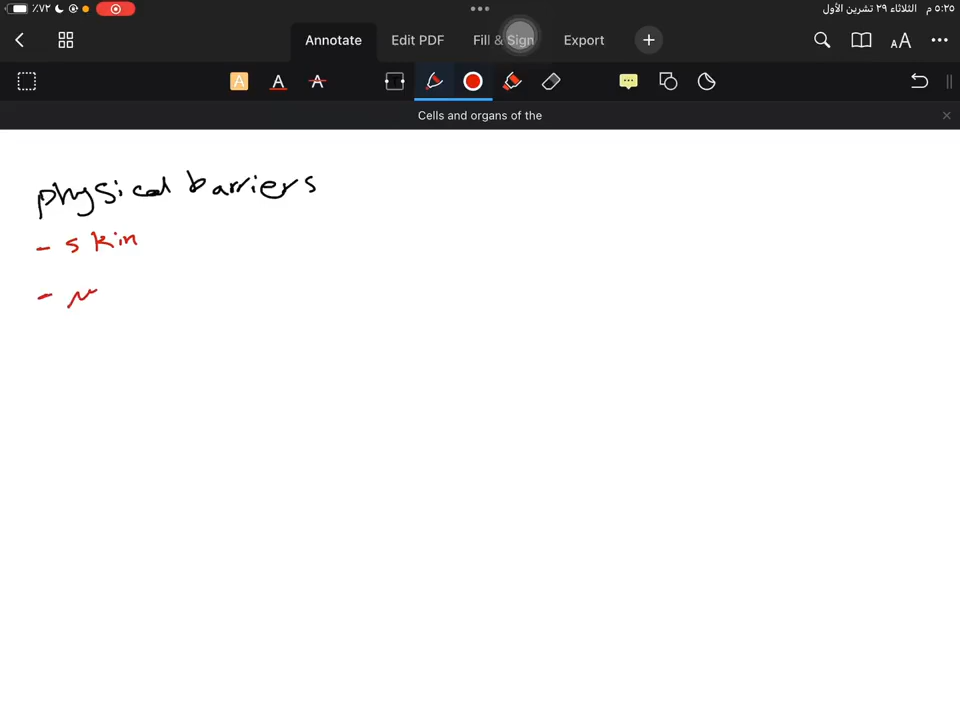 ٪٧٢ ٥:٢٥ م الثلاثاء ٢٩ تشرين الأول
Annotate Edit PDF Fill & Sign Export
Cells and organs of the
physical barriers
- skin
- m